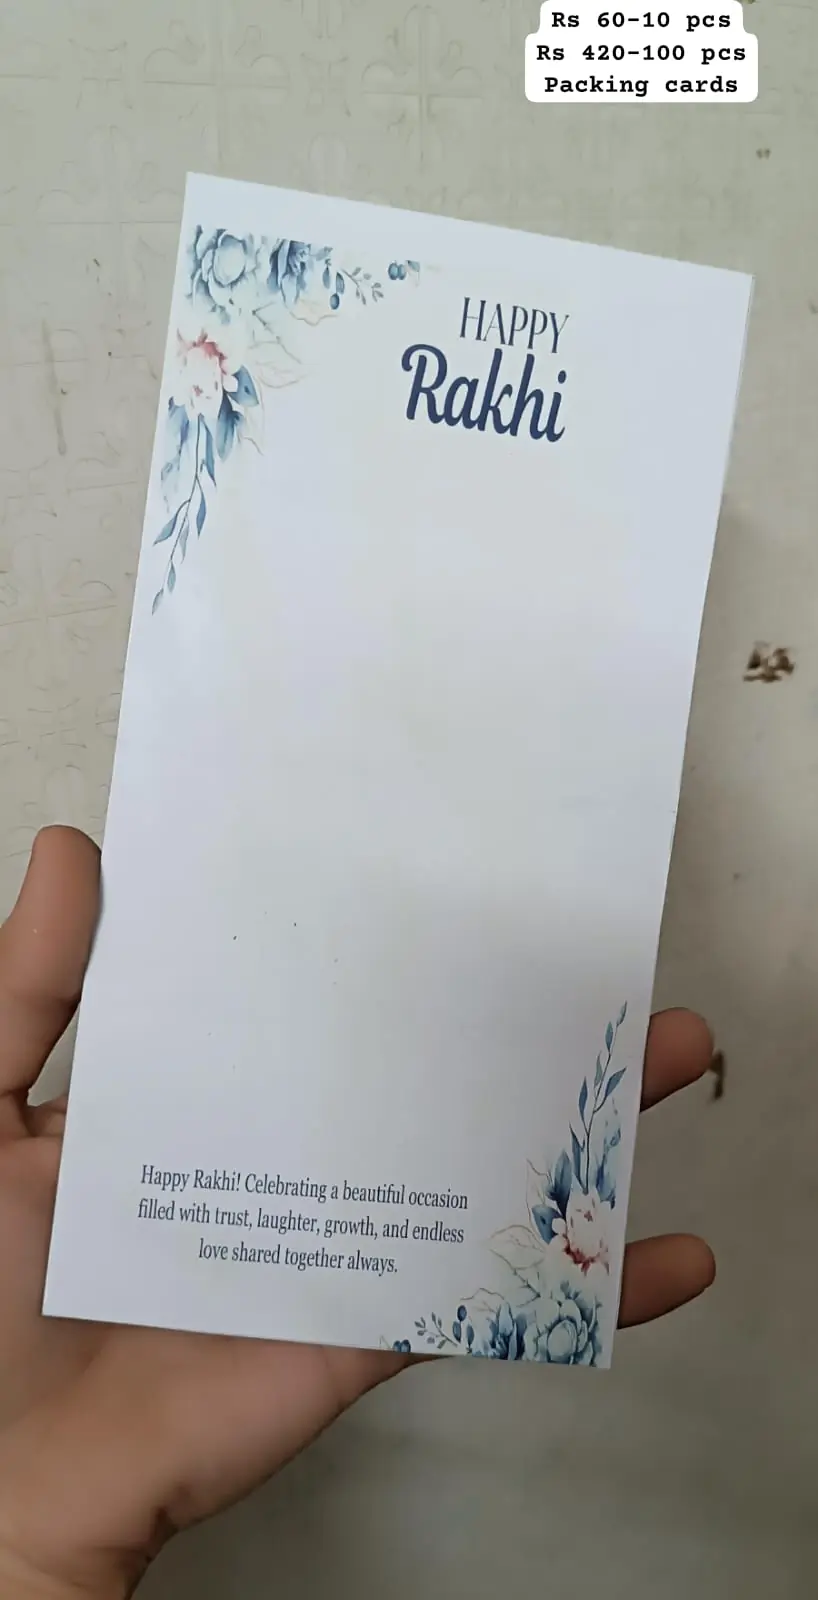 Rs 60-10 pcs
Rs 420-100 pcs
Packing cards
HAPPY
Rakhi
Happy Rakhi! Celebrating a beautiful occasion
filled with trust, laughter, growth, and endless
love shared together always.